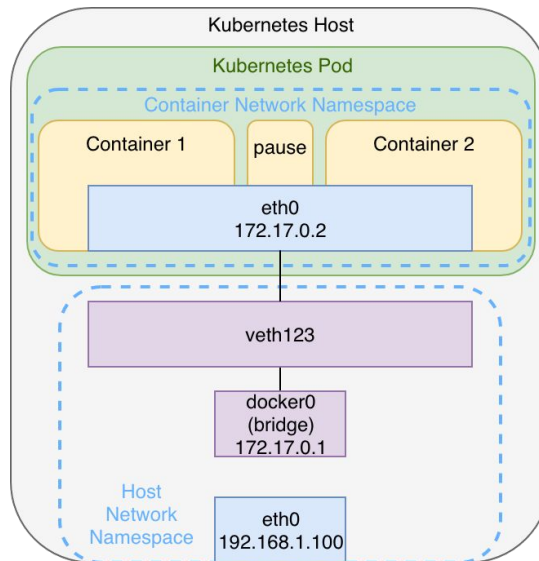 Kubernetes Host
Kubernetes Pod
Container Network Namespace
Container 1
pause
Container 2
eth0
172.17.0.2
veth123
docker0
(bridge)
172.17.0.1
Host
Network
Namespace
eth0
192.168.1.100